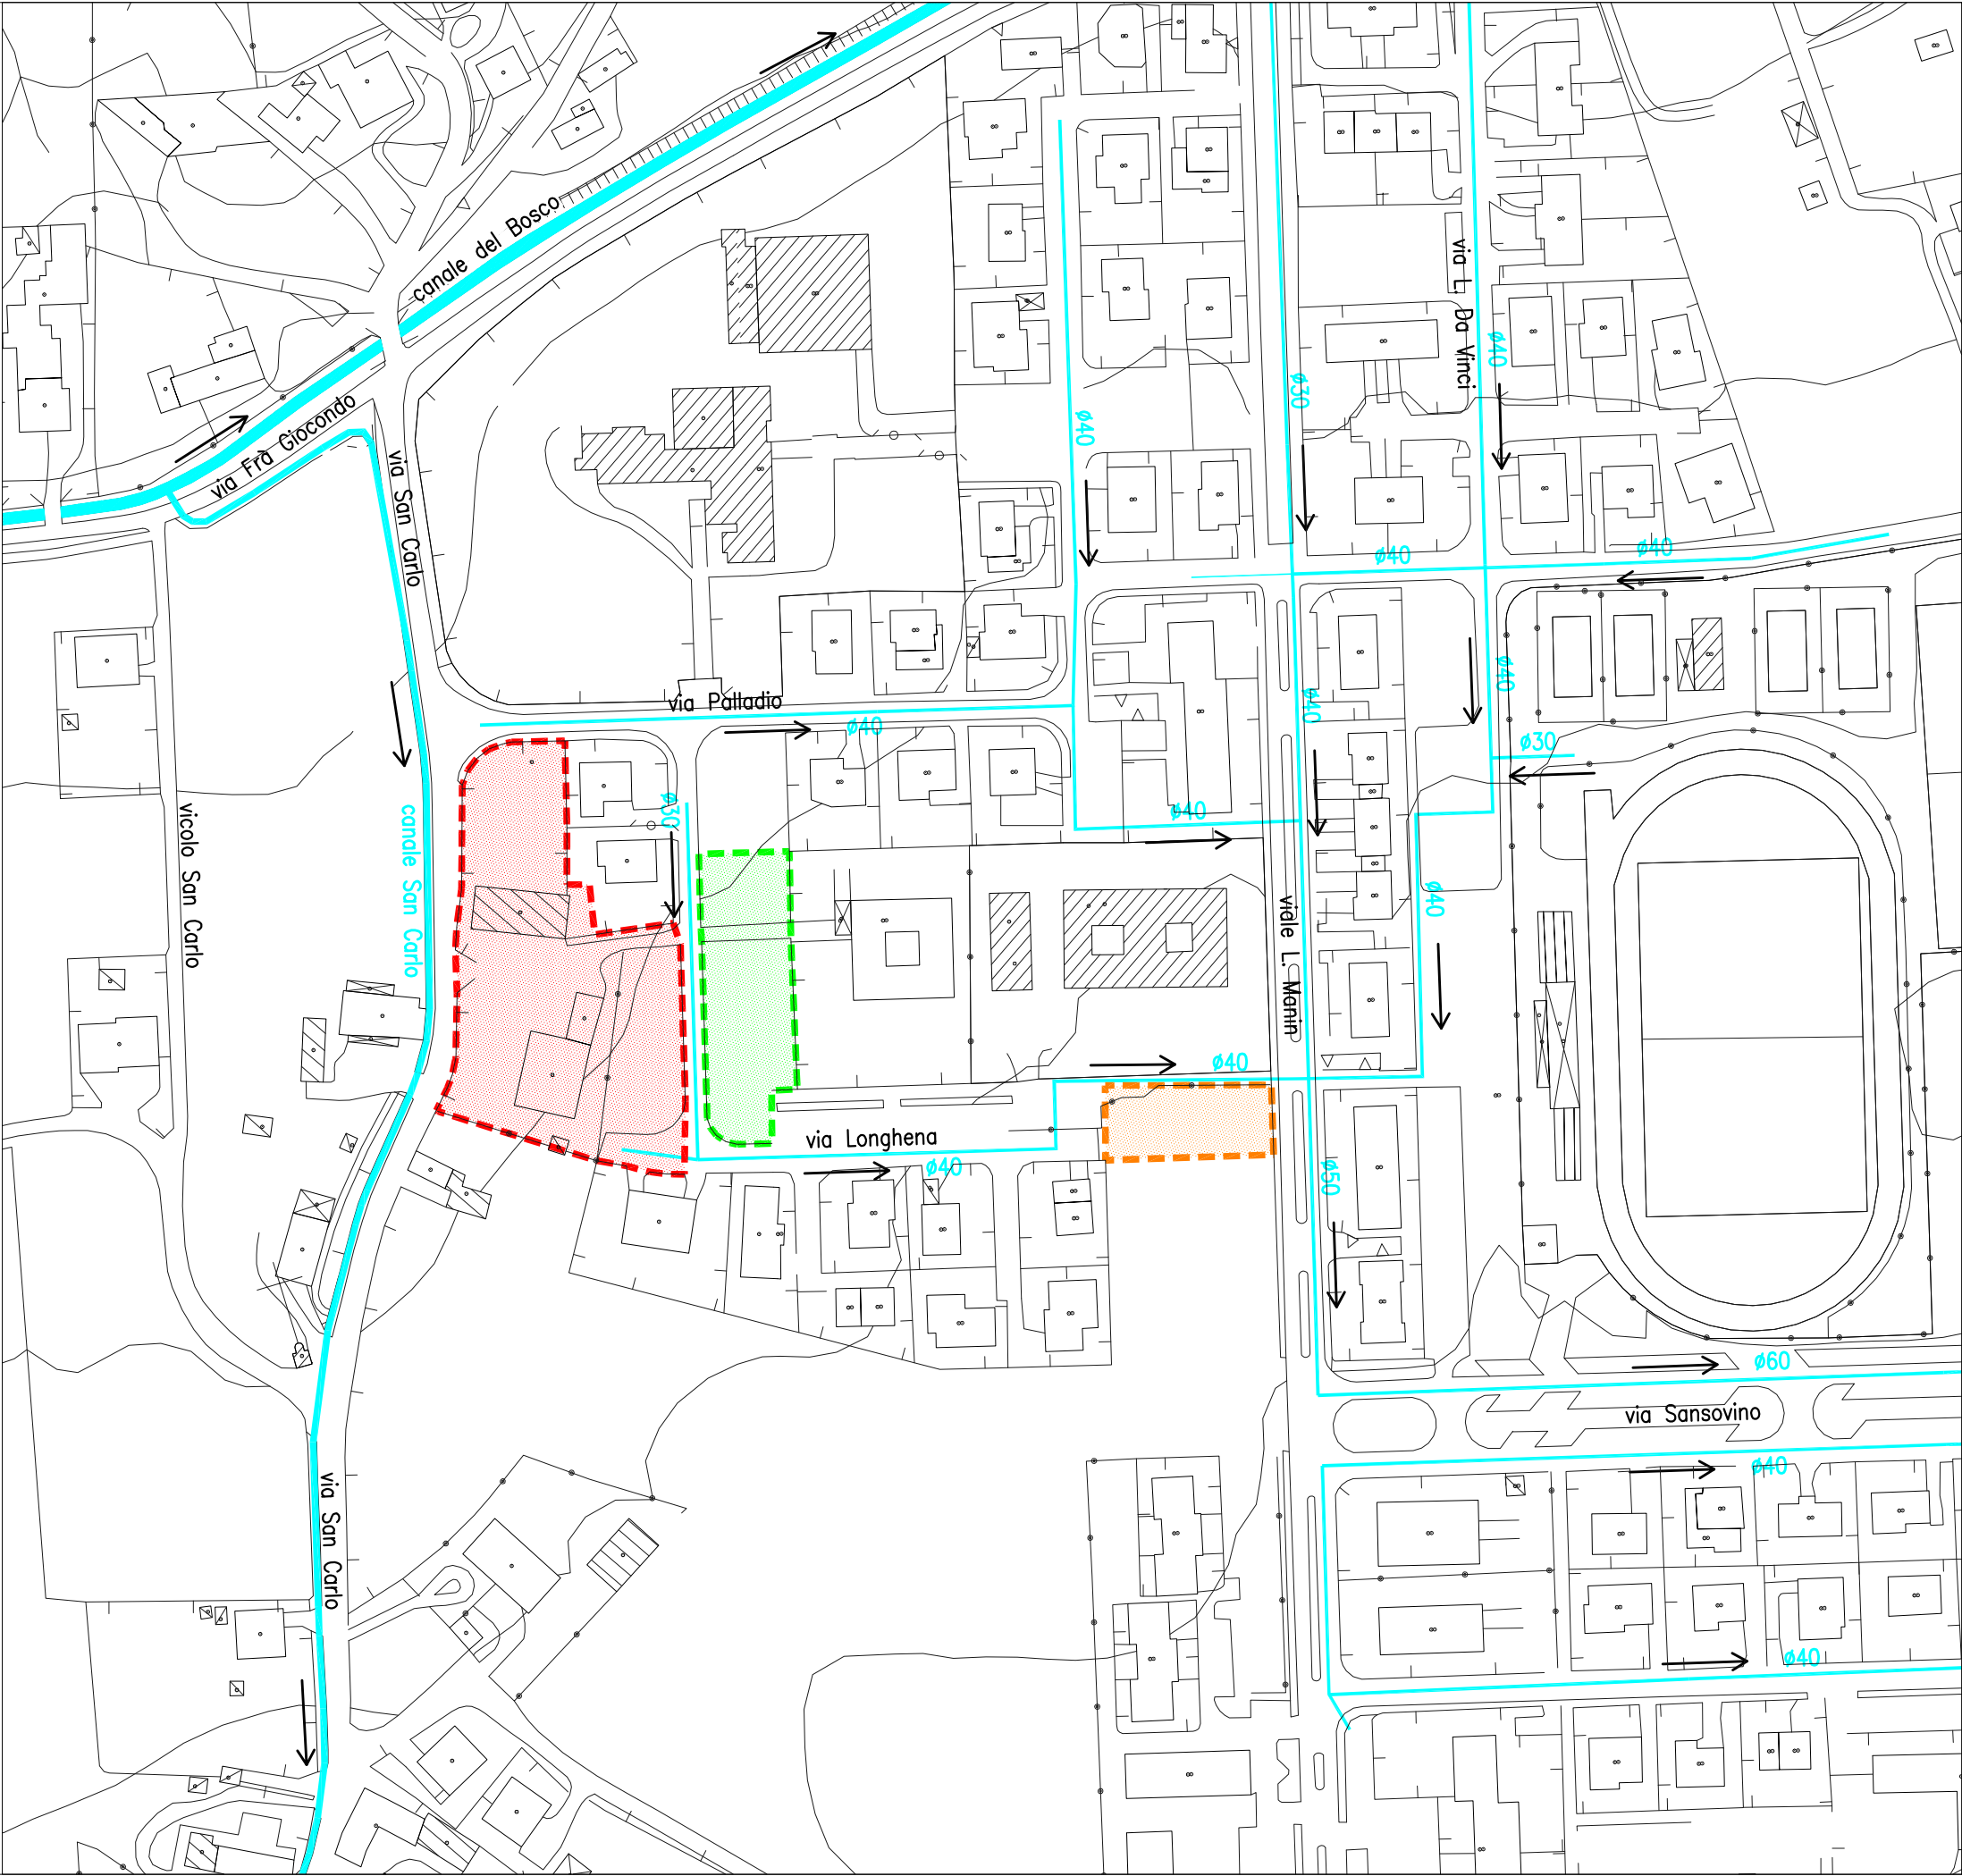 canale del Bosco
via Frà Giocondo
via San Carlo
via L. Da Vinci
ø40
ø30
ø40
ø40
ø40
ø40
ø40
via Palladio
ø40
ø30
ø30
ø40
vicolo San Carlo
canale San Carlo
ø40
viale L. Manin
ø40
via Longhena
ø40
ø50
ø60
via Sansovino
ø40
via San Carlo
ø40